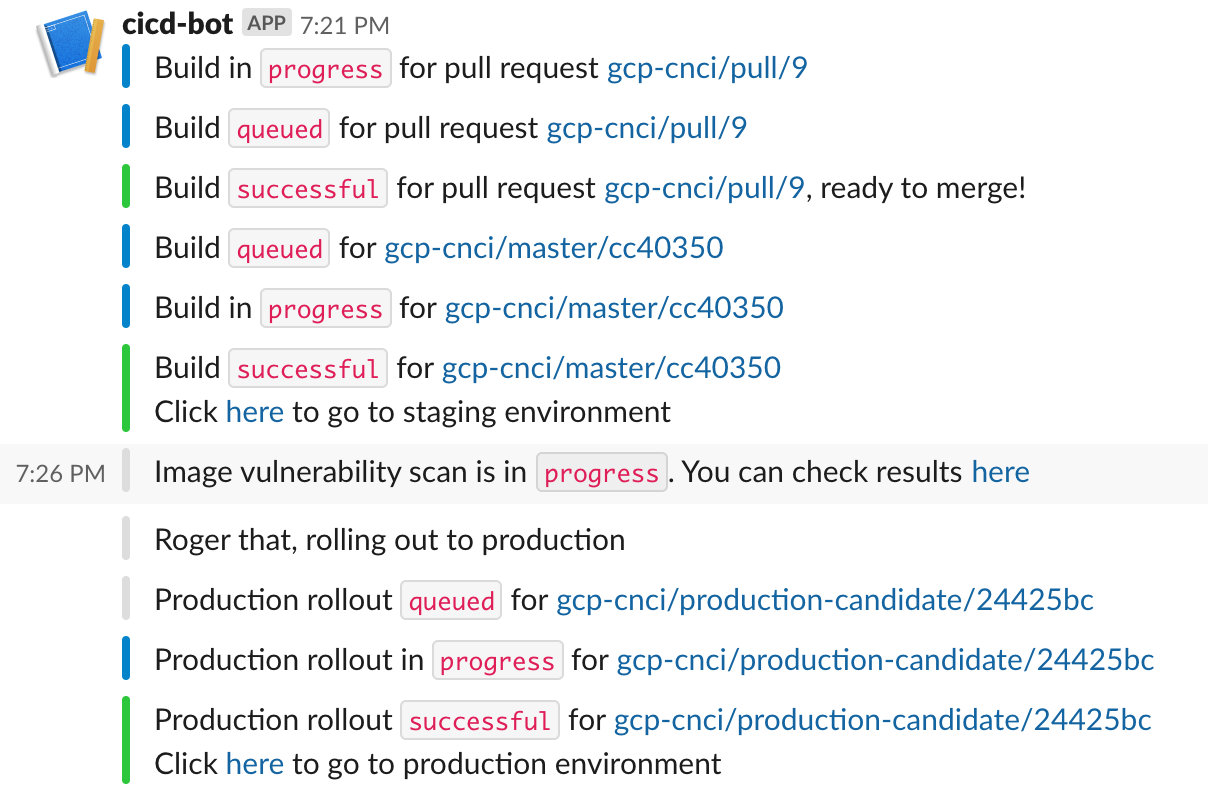 cicd-bot APP 7:21 PM
Build in progress for pull request gcp-cnci/pull/9
Build queued for pull request gcp-cnci/pull/9
Build successful for pull request gcp-cnci/pull/9, ready to merge!
Build queued for gcp-cnci/master/cc40350
Build in progress for gcp-cnci/master/cc40350
Build successful for gcp-cnci/master/cc40350
Click here to go to staging environment
7:26 PM Image vulnerability scan is in progress. You can check results here
Roger that, rolling out to production
Production rollout queued for gcp-cnci/production-candidate/24425bc
Production rollout in progress for gcp-cnci/production-candidate/24425bc
Production rollout successful for gcp-cnci/production-candidate/24425bc
Click here to go to production environment